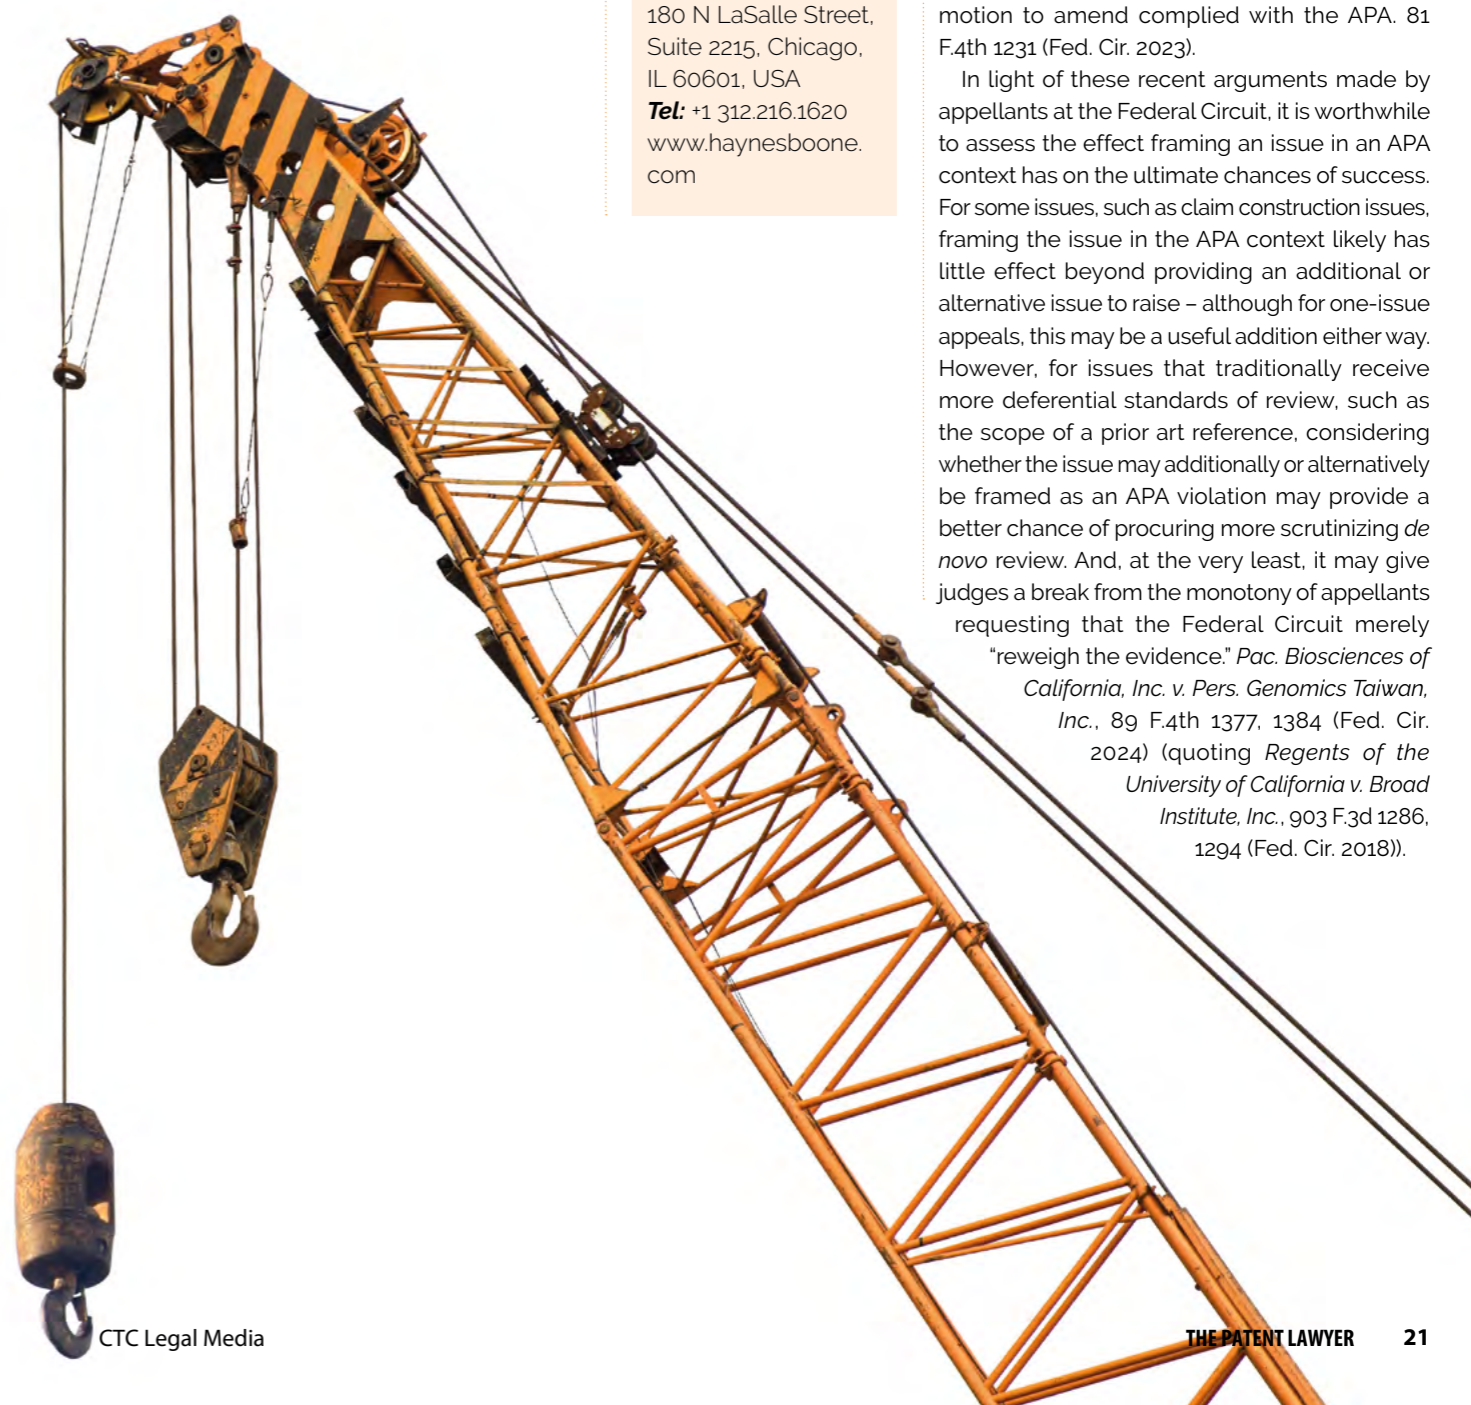 180 N LaSalle Street,
Suite 2215, Chicago,
IL 60601, USA
Tel: +1 312.216.1620
www.haynesboone.
com
motion to amend complied with the APA. 81
F.4th 1231 (Fed. Cir. 2023).
In light of these recent arguments made by
appellants at the Federal Circuit, it is worthwhile
to assess the effect framing an issue in an APA
context has on the ultimate chances of success.
For some issues, such as claim construction issues,
framing the issue in the APA context likely has
little effect beyond providing an additional or
alternative issue to raise – although for one-issue
appeals, this may be a useful addition either way.
However, for issues that traditionally receive
more deferential standards of review, such as
the scope of a prior art reference, considering
whether the issue may additionally or alternatively
be framed as an APA violation may provide a
better chance of procuring more scrutinizing de
novo review. And, at the very least, it may give
judges a break from the monotony of appellants
requesting that the Federal Circuit merely
“reweigh the evidence.” Pac. Biosciences of
California, Inc. v. Pers. Genomics Taiwan,
Inc., 89 F.4th 1377, 1384 (Fed. Cir.
2024) (quoting Regents of the
University of California v. Broad
Institute, Inc., 903 F.3d 1286,
1294 (Fed. Cir. 2018)).
CTC Legal Media
THE PATENT LAWYER 21